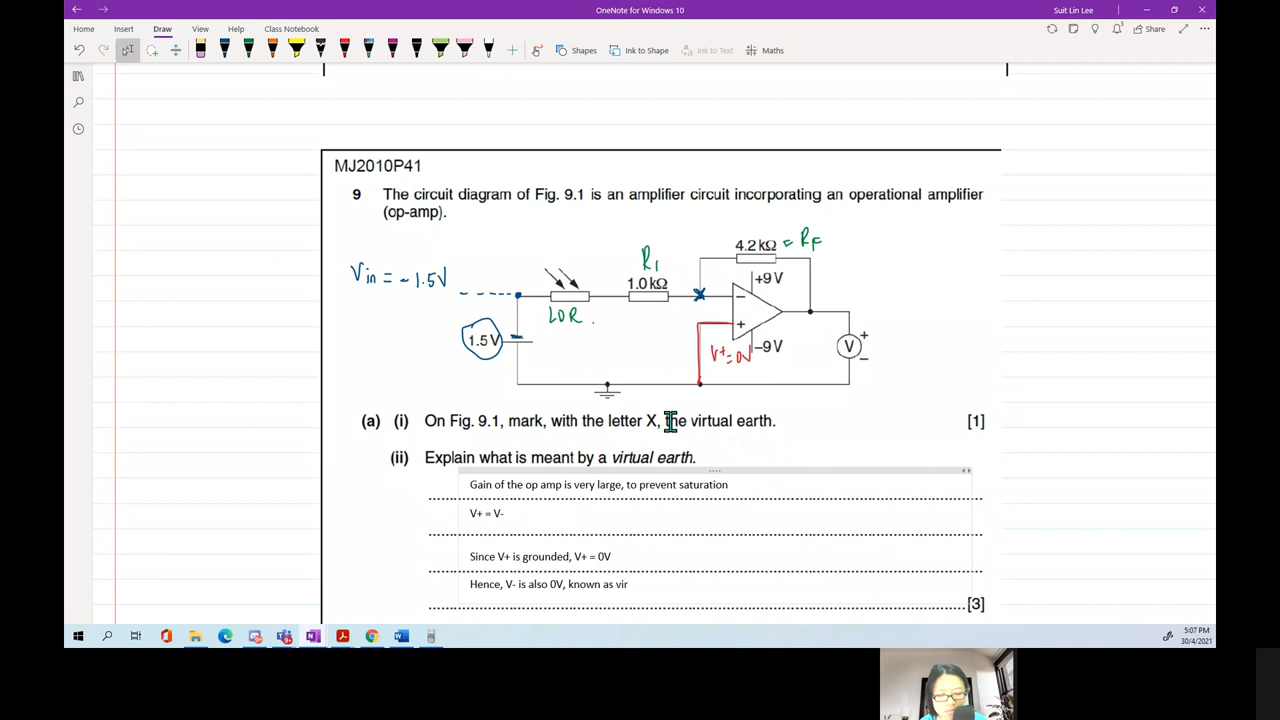 OneNote for Windows 10
Suit Lin Lee
Home Insert Draw View Help Class Notebook
Share
Shapes Ink to Shape Ink to Text Maths
MJ2010P41
9 The circuit diagram of Fig. 9.1 is an amplifier circuit incorporating an operational amplifier
(op-amp).
4.2 kΩ = RF
Vin = -1.5V
R1
1.0 kΩ
+9 V
LDR
1.5 V
–
+
V+ = 0V
–9 V
V
+
–
(a) (i) On Fig. 9.1, mark, with the letter X, the virtual earth. [1]
(ii) Explain what is meant by a virtual earth.
Gain of the op amp is very large, to prevent saturation
V+ = V-
Since V+ is grounded, V+ = 0V
Hence, V- is also 0V, known as vir
[3]
5:07 PM
30/4/2021